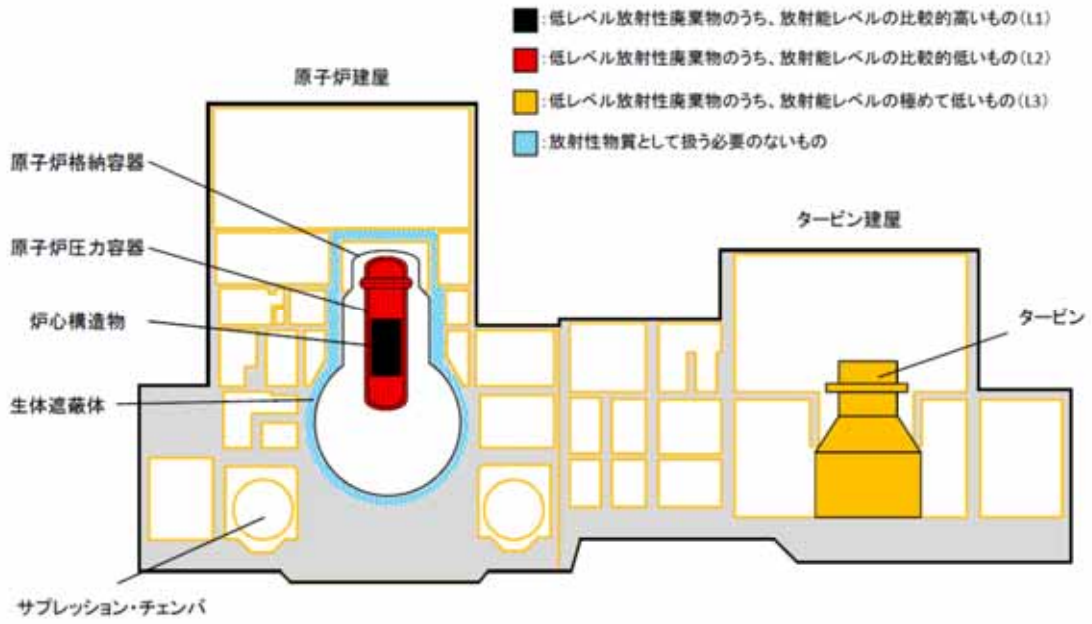 :低レベル放射性廃棄物のうち、放射能レベルの比較的高いもの(L1)
:低レベル放射性廃棄物のうち、放射能レベルの比較的低いもの(L2)
:低レベル放射性廃棄物のうち、放射能レベルの極めて低いもの(L3)
:放射性物質として扱う必要のないもの
原子炉建屋
原子炉格納容器
原子炉圧力容器
炉心構造物
生体遮蔽体
サプレッション・チェンバ
タービン建屋
タービン